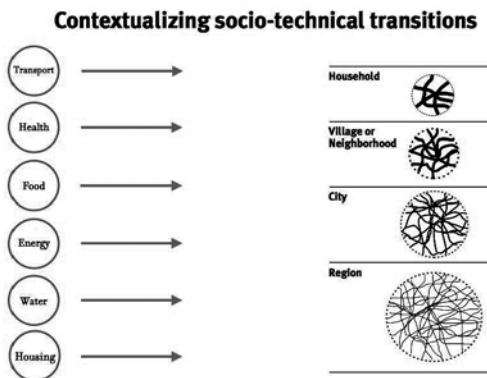 Contextualizing socio-technical transitions
Transport
Health
Food
Energy
Water
Housing
Household
Village or
Neighborhood
City
Region